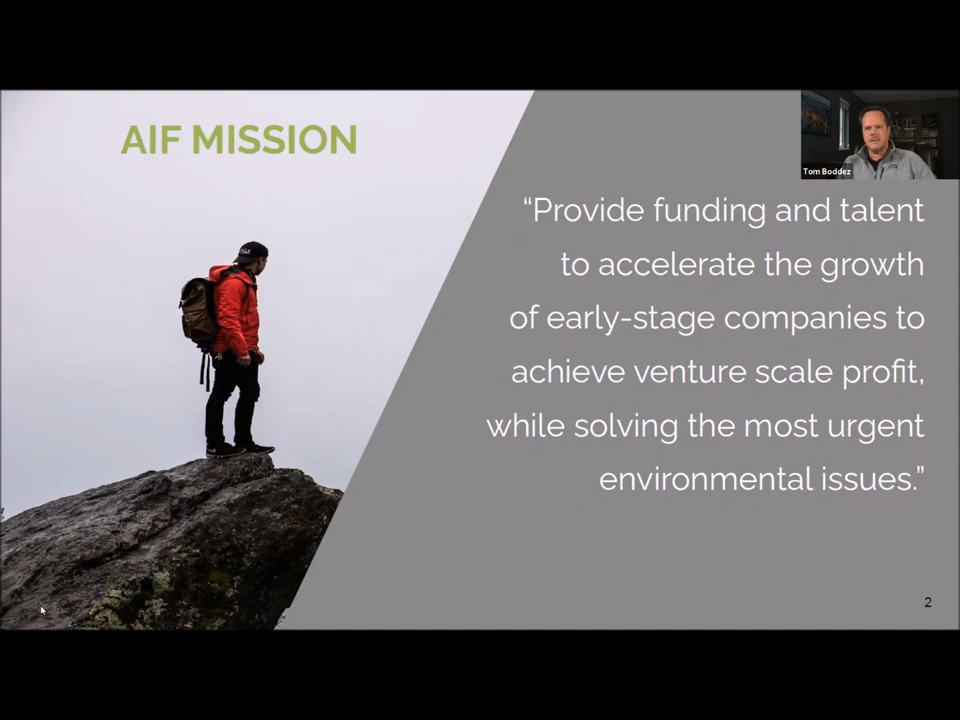 AIF MISSION
Tom Boddez
“Provide funding and talent
to accelerate the growth
of early-stage companies to
achieve venture scale profit,
while solving the most urgent
environmental issues.”
2